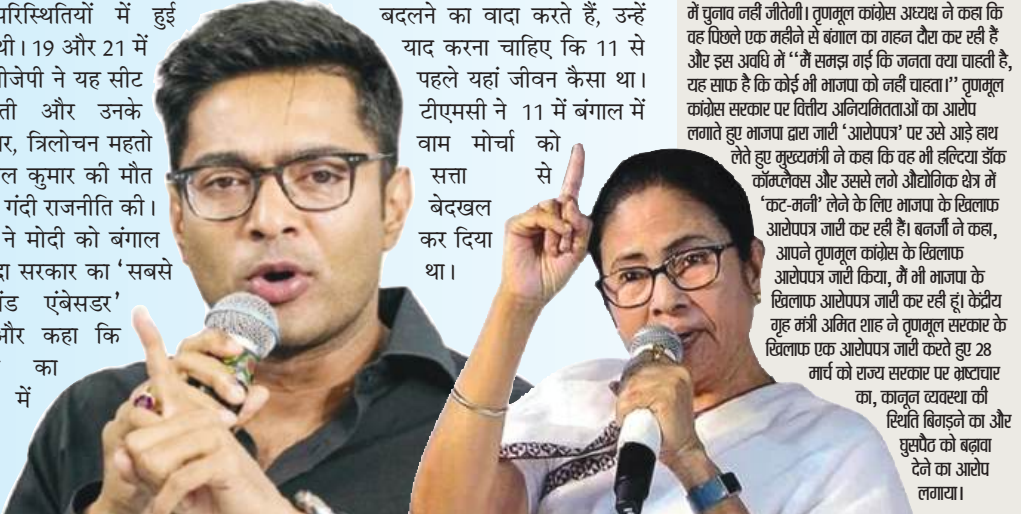 परिस्थितियों में हुई
थी। 19 और 21 में
ीजेपी ने यह सीट
ती और उनके
र, त्रिलोचन महतो
ल कुमार की मौत
गंदी राजनीति की।
ने मोदी को बंगाल
दा सरकार का ‘सबसे
ंड एंबेसडर’
और कहा कि
का
में
बदलने का वादा करते हैं, उन्हें
याद करना चाहिए कि 11 से
पहले यहां जीवन कैसा था।
टीएमसी ने 11 में बंगाल में
वाम मोर्चा को
सत्ता से
बेदखल
कर दिया
था।
में चुनाव नहीं जीतेगी। तृणमूल कांग्रेस अध्यक्ष ने कहा कि
वह पिछले एक महीने से बंगाल का गहन दौरा कर रही हैं
और इस अवधि में ‘‘मैं समझ गई कि जनता क्या चाहती है,
यह साफ है कि कोई भी भाजपा को नहीं चाहता।’’ तृणमूल
कांग्रेस सरकार पर वित्तीय अनियमितताओं का आरोप
लगाते हुए भाजपा द्वारा जारी ‘आरोपपत्र’ पर उसे आड़े हाथ
लेते हुए मुख्यमंत्री ने कहा कि वह भी हल्दिया डॉक
कॉम्प्लैक्स और उससे लगे औद्योगिक क्षेत्र में
‘कट-मनी’ लेने के लिए भाजपा के खिलाफ
आरोपपत्र जारी कर रही हैं। बनर्जी ने कहा,
आपने तृणमूल कांग्रेस के खिलाफ
आरोपपत्र जारी किया, मैं भी भाजपा के
खिलाफ आरोपपत्र जारी कर रही हूं। केंद्रीय
गृह मंत्री अमित शाह ने तृणमूल सरकार के
खिलाफ एक आरोपपत्र जारी करते हुए 28
मार्च को राज्य सरकार पर भ्रष्टाचार
का, कानून व्यवस्था की
स्थिति बिगड़ने का और
घुसपैठ को बढ़ावा
देने का आरोप
लगाया।